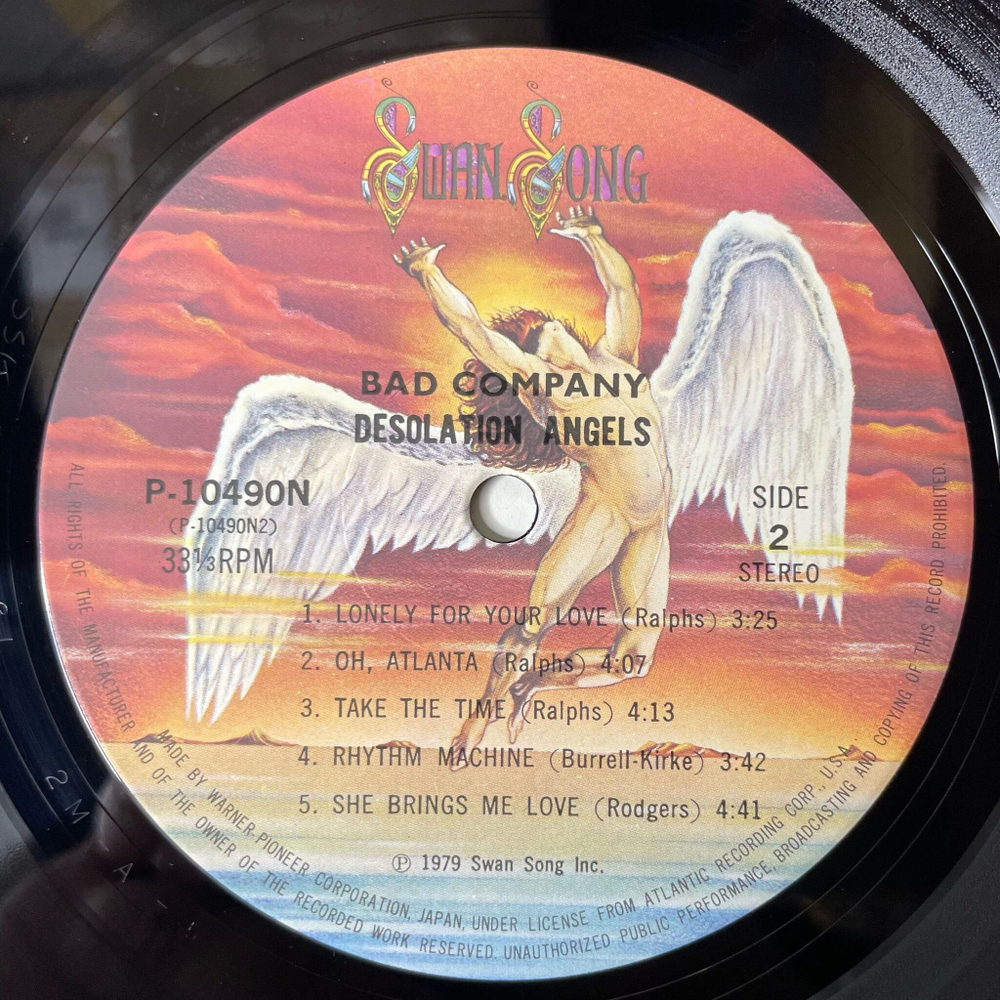 SWAN SONG
BAD COMPANY
DESOLATION ANGELS
P-10490N
(P-10490N2)
33⅓RPM
SIDE
2
STEREO
1. LONELY FOR YOUR LOVE (Ralphs) 3:25
2. OH, ATLANTA (Ralphs) 4:07
3. TAKE THE TIME (Ralphs) 4:13
4. RHYTHM MACHINE (Burrell-Kirke) 3:42
5. SHE BRINGS ME LOVE (Rodgers) 4:41
Ⓟ 1979 Swan Song Inc.
MADE BY WARNER-PIONEER CORPORATION, JAPAN, UNDER LICENSE FROM ATLANTIC RECORDING CORP., U.S.A.
ALL RIGHTS OF THE MANUFACTURER AND OF THE OWNER OF THE RECORDED WORK RESERVED. UNAUTHORIZED PUBLIC PERFORMANCE, BROADCASTING AND COPYING OF THIS RECORD PROHIBITED.
2 M A